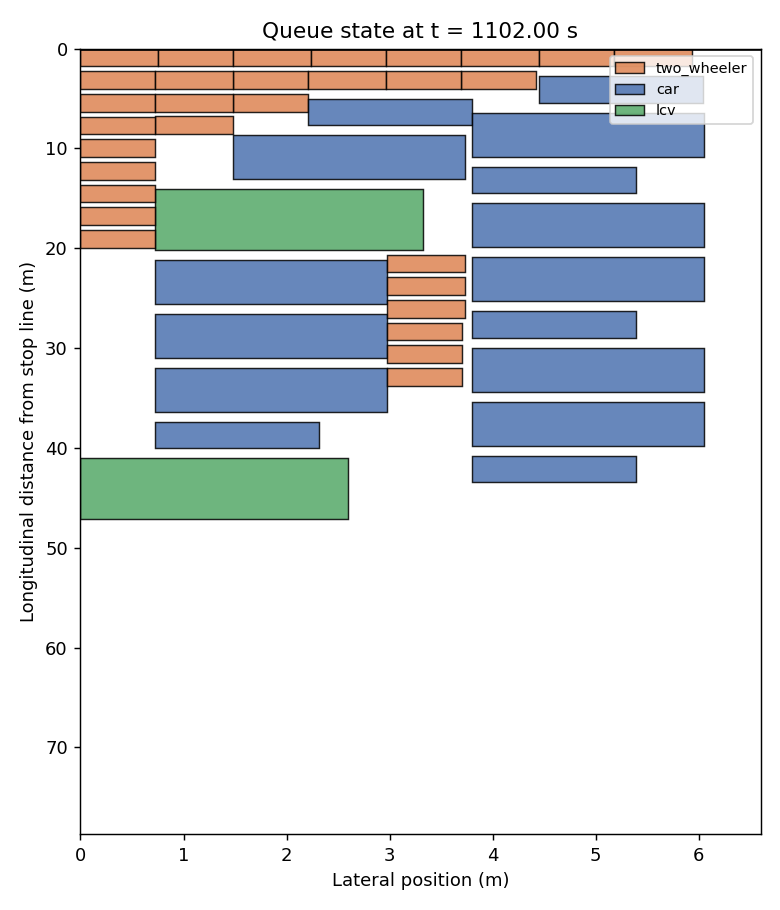 Queue state at t = 1102.00 s
two_wheeler
car
lcv
Longitudinal distance from stop line (m)
0
10
20
30
40
50
60
70
0 1 2 3 4 5 6
Lateral position (m)